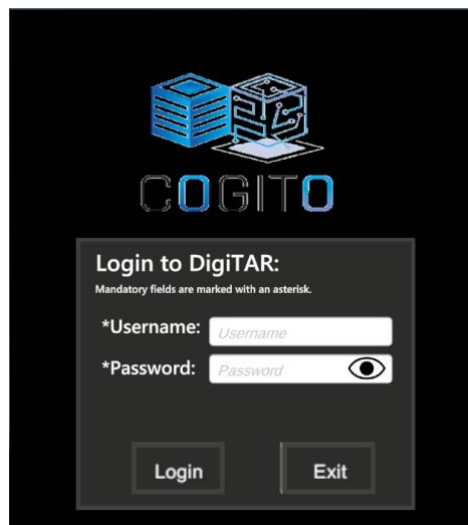 COGITO
Login to DigiTAR:
Mandatory fields are marked with an asterisk.
*Username: Username
*Password: Password
Login Exit